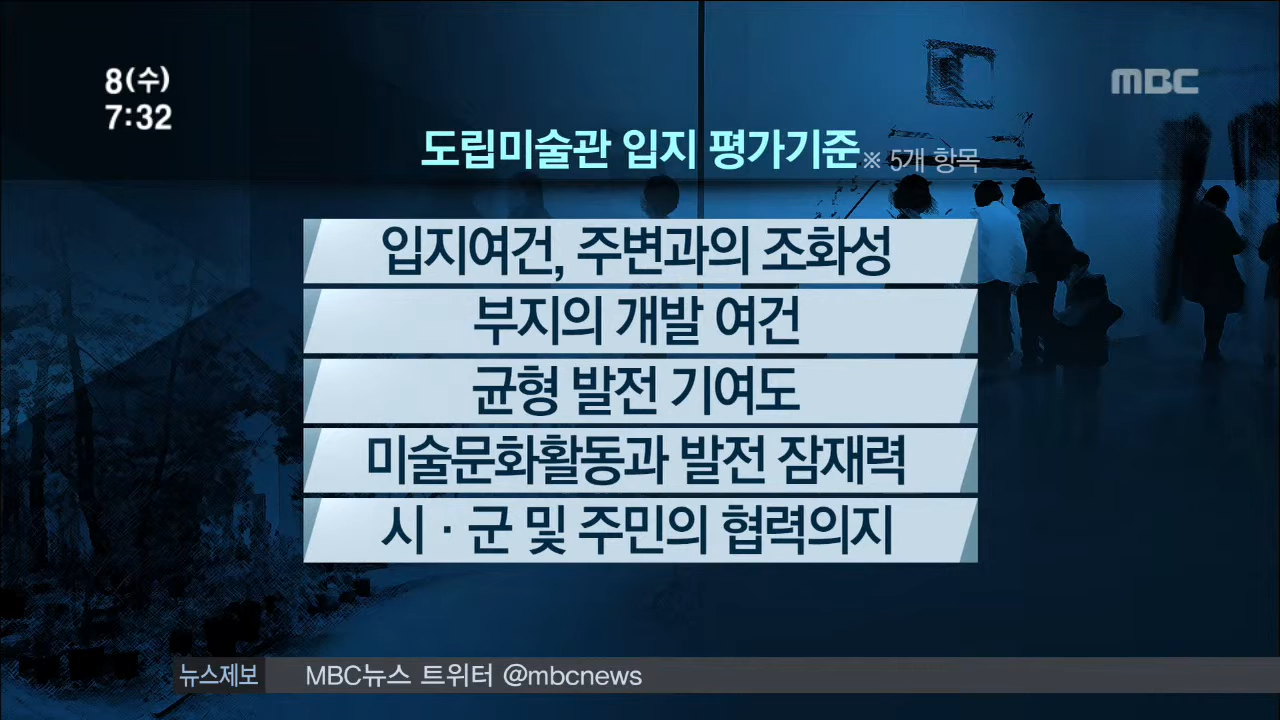 8(수)
7:32
MBC
도립미술관 입지 평가기준 ※ 5개 항목
입지여건, 주변과의 조화성
부지의 개발 여건
균형 발전 기여도
미술문화활동과 발전 잠재력
시·군 및 주민의 협력의지
뉴스제보 MBC뉴스 트위터 @mbcnews